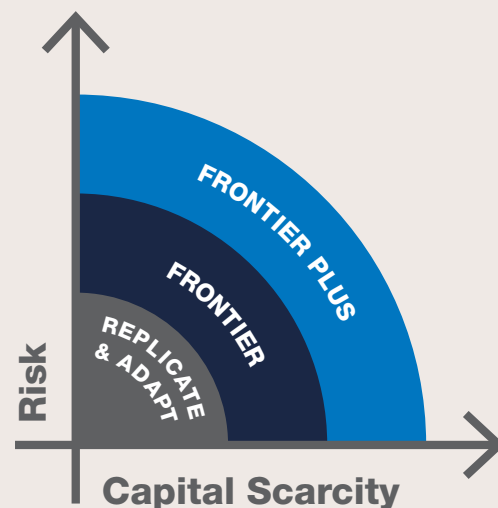 FRONTIER PLUS
FRONTIER
REPLICATE
& ADAPT
Risk
Capital Scarcity